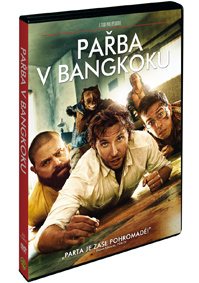 PAŘBA
V BANGKOKU
PAŘBA V BANGKOKU
„PARTA JE ZASE POHROMADĚ!"